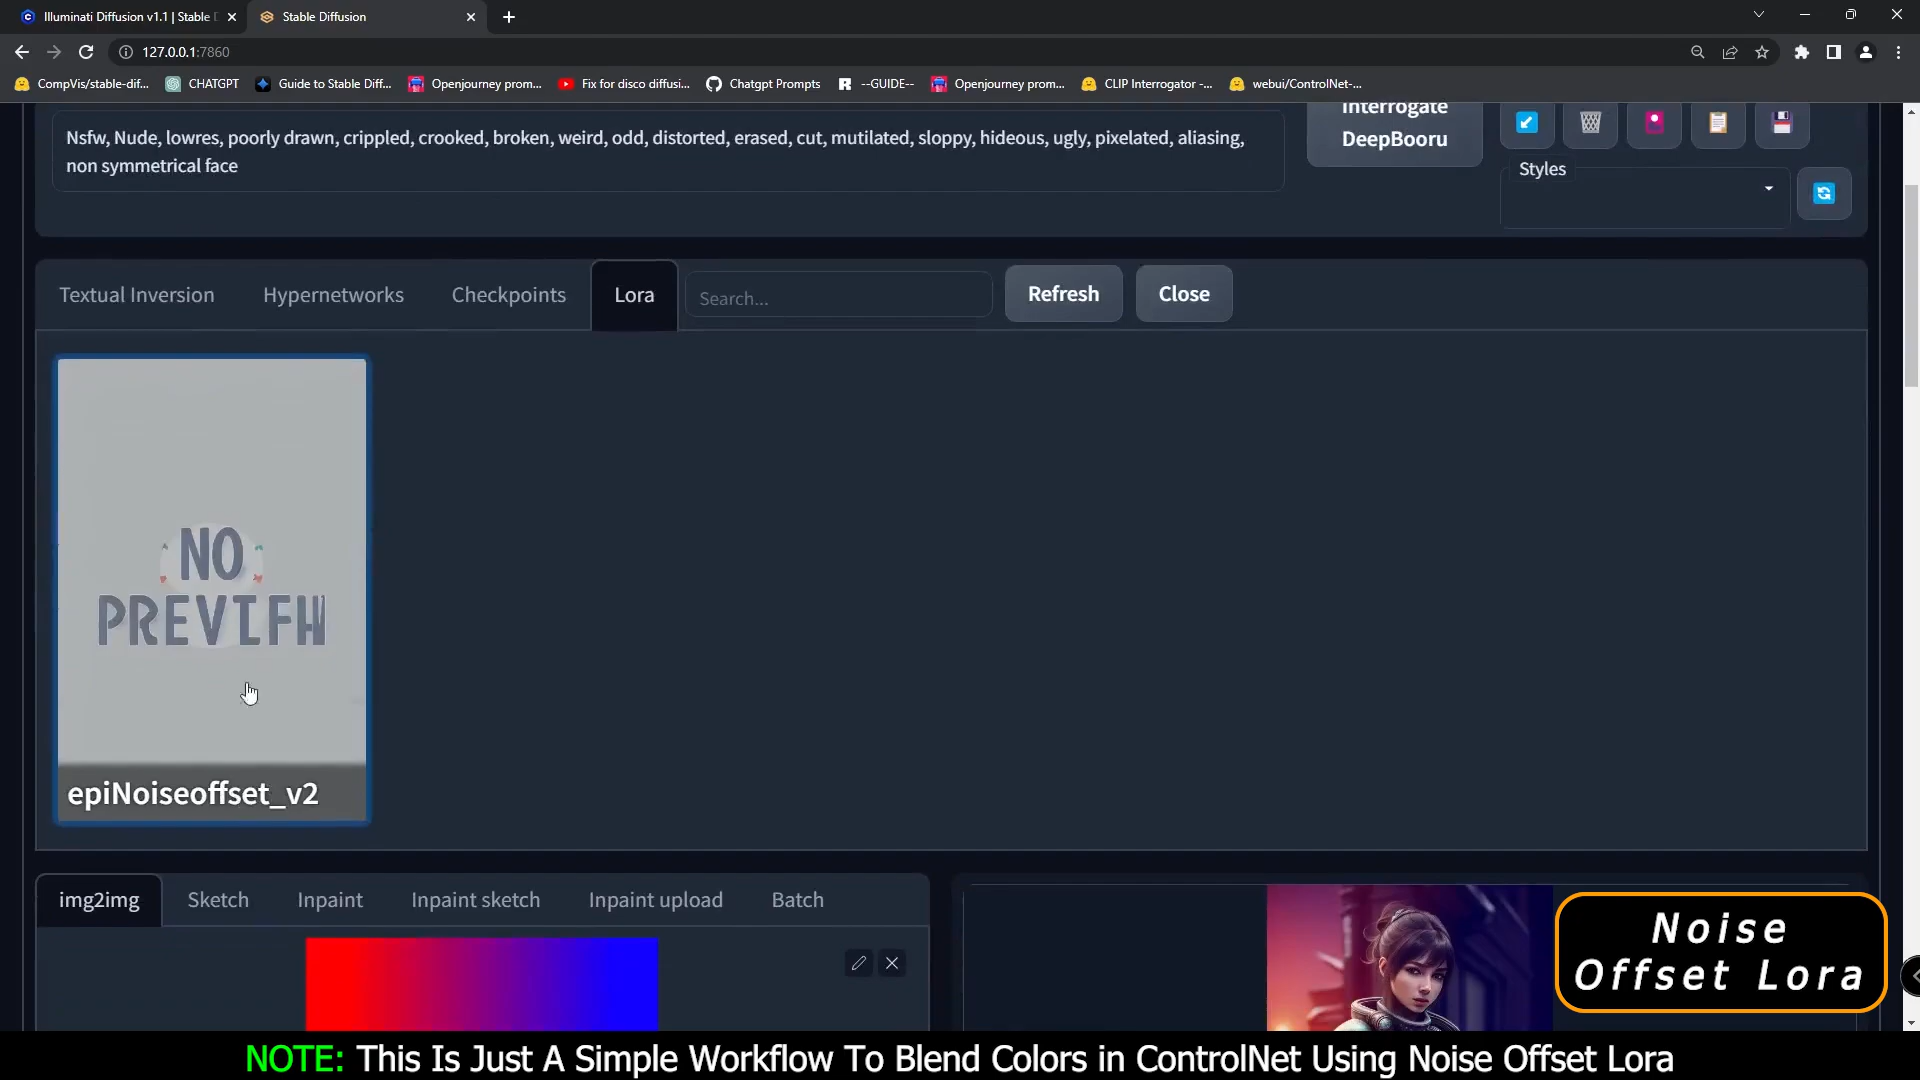 Illuminati Diffusion v1.1 | Stable
Stable Diffusion
127.0.0.1:7860
CompVis/stable-dif...
CHATGPT
Guide to Stable Diff...
Openjourney prom...
Fix for disco diffusi...
Chatgpt Prompts
--GUIDE--
Openjourney prom...
CLIP Interrogator -...
webui/ControlNet-...
Nsfw, Nude, lowres, poorly drawn, crippled, crooked, broken, weird, odd, distorted, erased, cut, mutilated, sloppy, hideous, ugly, pixelated, aliasing,
non symmetrical face
Interrogate
DeepBooru
Styles
Textual Inversion
Hypernetworks
Checkpoints
Lora
Search...
Refresh
Close
NO
PREVIFW
epiNoiseoffset_v2
img2img
Sketch
Inpaint
Inpaint sketch
Inpaint upload
Batch
Noise
Offset Lora
NOTE: This Is Just A Simple Workflow To Blend Colors in ControlNet Using Noise Offset Lora